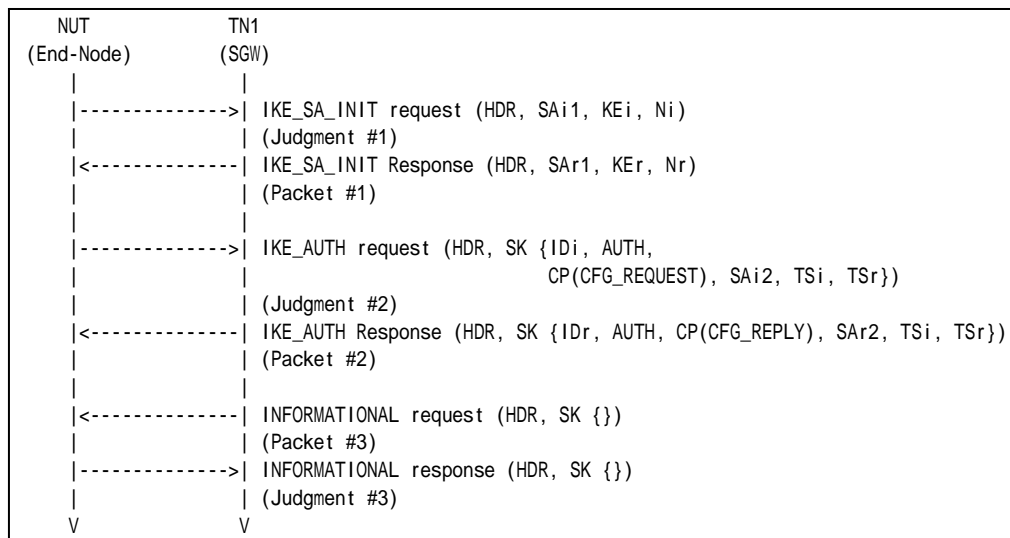 NUT TN1
(End-Node) (SGW)
| |
|-------------->| IKE_SA_INIT request (HDR, SAi1, KEi, Ni)
| | (Judgment #1)
|<--------------| IKE_SA_INIT Response (HDR, SAr1, KEr, Nr)
| | (Packet #1)
| |
|-------------->| IKE_AUTH request (HDR, SK {IDi, AUTH,
| | CP(CFG_REQUEST), SAi2, TSi, TSr})
| | (Judgment #2)
|<--------------| IKE_AUTH Response (HDR, SK {IDr, AUTH, CP(CFG_REPLY), SAr2, TSi, TSr})
| | (Packet #2)
| |
|<--------------| INFORMATIONAL request (HDR, SK {})
| | (Packet #3)
|-------------->| INFORMATIONAL response (HDR, SK {})
| | (Judgment #3)
V V